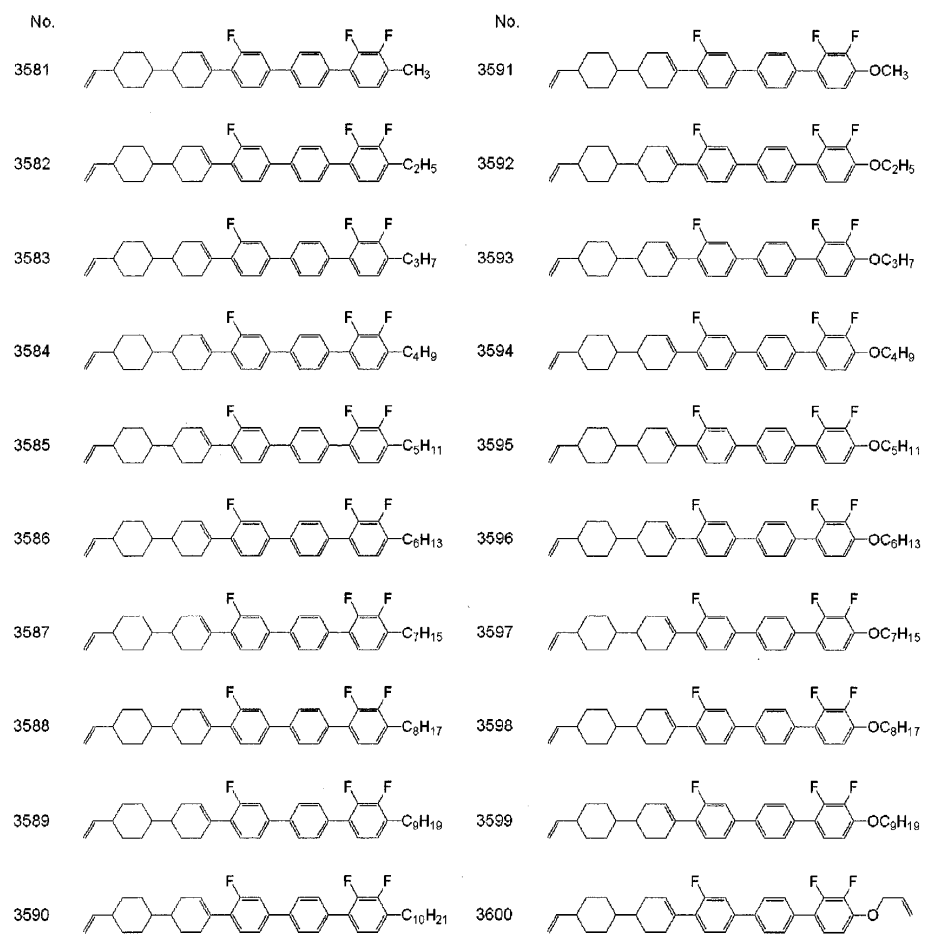 No. No.
F F F F F F
3581 CH3 3591 OCH3
F F F F F F
3582 C2H5 3592 OC2H5
F F F F F F
3583 C3H7 3593 OC3H7
F F F F F F
3584 C4H9 3594 OC4H9
F F F F F F
3585 C5H11 3595 OC5H11
F F F F F F
3586 C6H13 3596 OC6H13
F F F F F F
3587 C7H15 3597 OC7H15
F F F F F F
3588 C8H17 3598 OC8H17
F F F F F F
3589 C9H19 3599 OC9H19
F F F F F F
3590 C10H21 3600 O